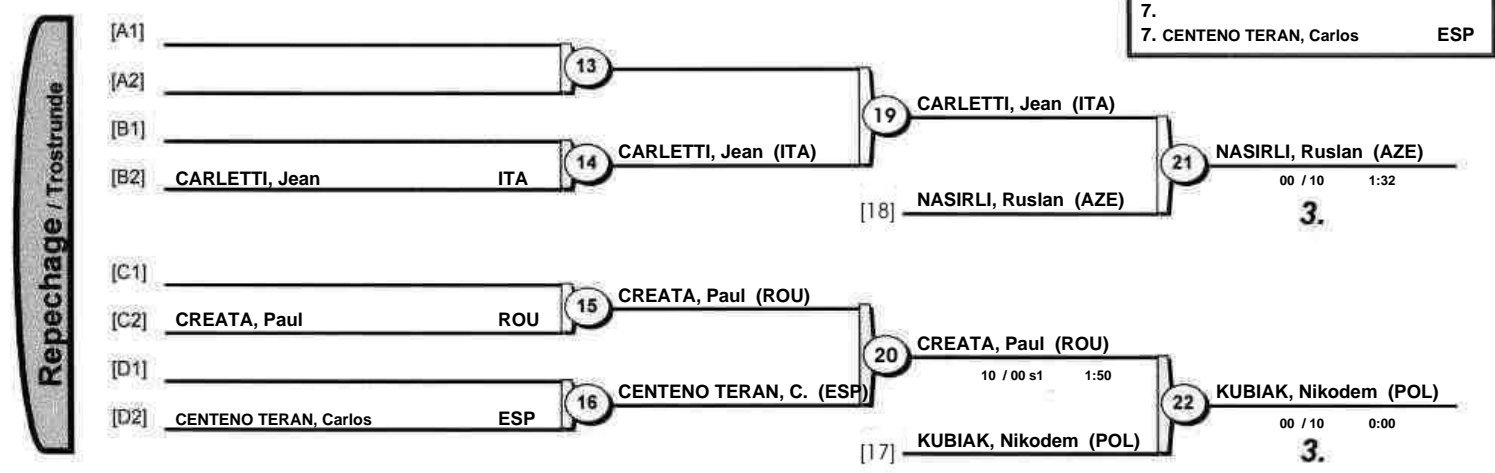 7.
7. CENTENO TERAN, Carlos ESP
Repechage / Trostrunde
[A1]
13
[A2]
19 CARLETTI, Jean (ITA)
[B1]
14 CARLETTI, Jean (ITA)
21 NASIRLI, Ruslan (AZE)
[B2] CARLETTI, Jean ITA
00 / 10 1:32
[18] NASIRLI, Ruslan (AZE)
3.
[C1]
15 CREATA, Paul (ROU)
[C2] CREATA, Paul ROU
20 CREATA, Paul (ROU)
[D1]
10 / 00 s1 1:50
16 CENTENO TERAN, C. (ESP)
22 KUBIAK, Nikodem (POL)
[D2] CENTENO TERAN, Carlos ESP
00 / 10 0:00
[17] KUBIAK, Nikodem (POL)
3.